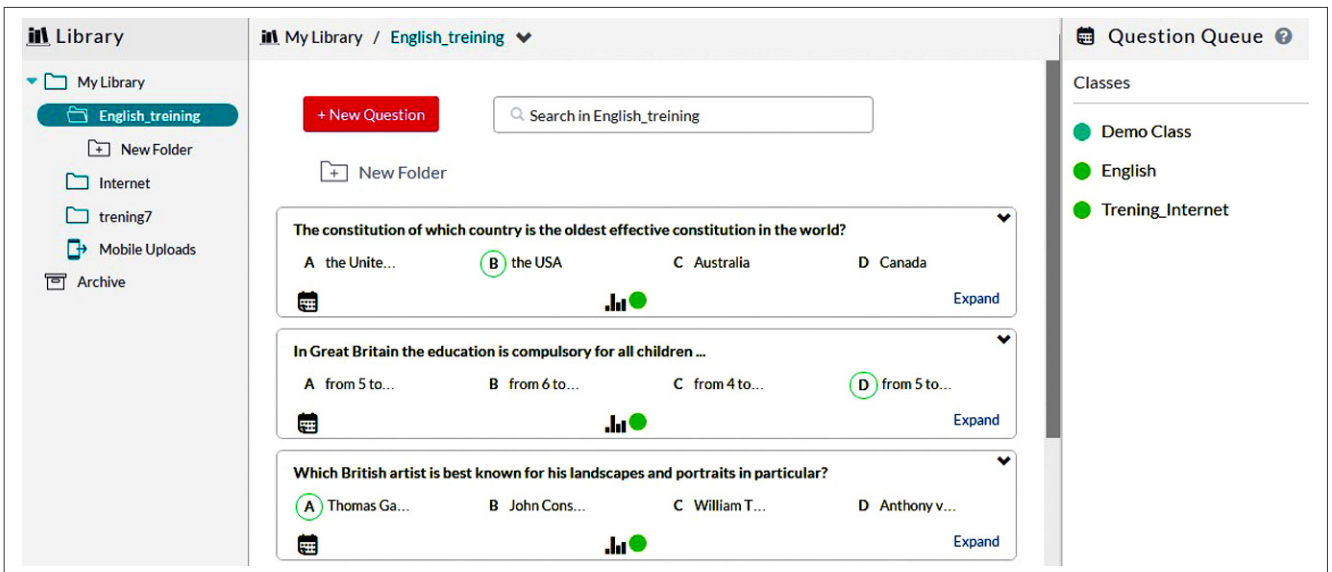 Library
My Library
English_treining
New Folder
Internet
trening7
Mobile Uploads
Archive
My Library / English_treining
+ New Question
Search in English_treining
New Folder
The constitution of which country is the oldest effective constitution in the world?
A the Unite... B the USA C Australia D Canada
Expand
In Great Britain the education is compulsory for all children ...
A from 5 to... B from 6 to... C from 4 to... D from 5 to...
Expand
Which British artist is best known for his landscapes and portraits in particular?
A Thomas Ga... B John Cons... C William T... D Anthony v...
Expand
Question Queue ?
Classes
Demo Class
English
Trening_Internet